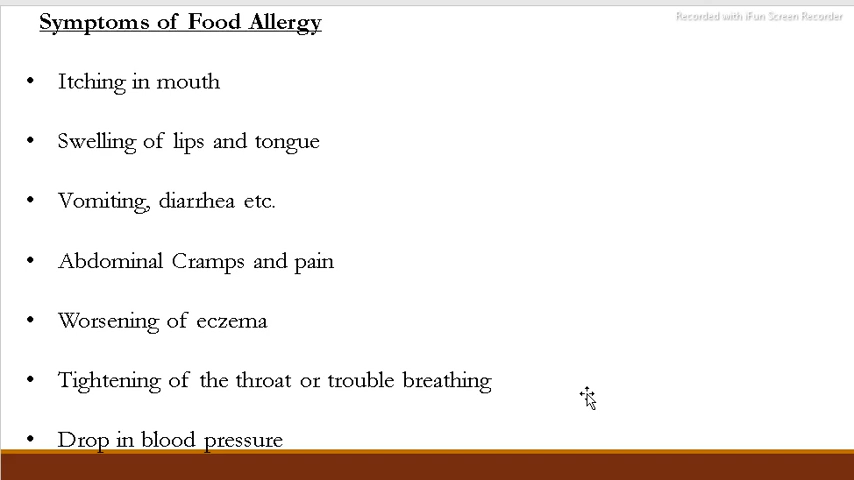 Symptoms of Food Allergy
Recorded with iFun Screen Recorder
• Itching in mouth
• Swelling of lips and tongue
• Vomiting, diarrhea etc.
• Abdominal Cramps and pain
• Worsening of eczema
• Tightening of the throat or trouble breathing
• Drop in blood pressure